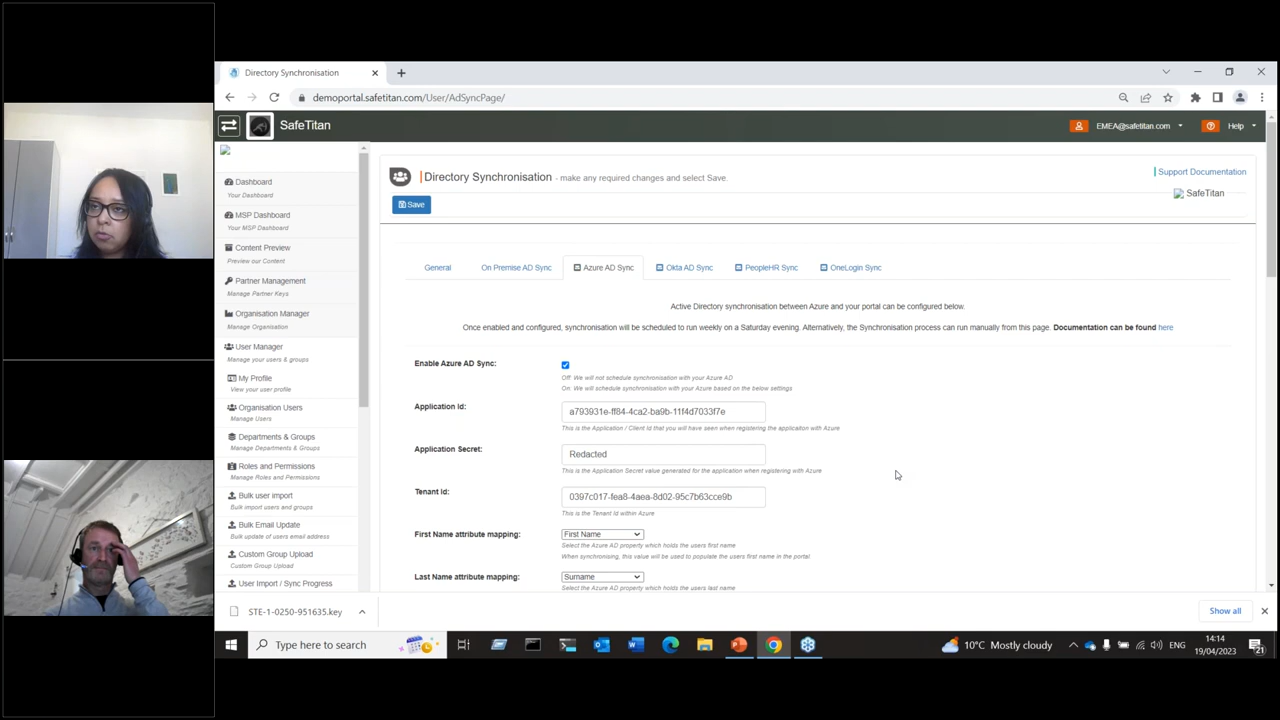 Directory Synchronisation
demoportal.safetitan.com/User/AdSyncPage/
SafeTitan
EMEA@safetitan.com
Help
Dashboard
Your Dashboard
MSP Dashboard
Your MSP Dashboard
Content Preview
Preview our Content
Partner Management
Manage Partner Keys
Organisation Manager
Manage Organisation
User Manager
Manage your users & groups
My Profile
View your user profile
Organisation Users
Manage Users
Departments & Groups
Manage Departments & Groups
Roles and Permissions
Manage Roles and Permissions
Bulk user import
Bulk import users and groups
Bulk Email Update
Bulk update of users email address
Custom Group Upload
Custom Group Upload
User Import / Sync Progress
Directory Synchronisation - make any required changes and select Save.
Support Documentation
SafeTitan
Save
General
On Premise AD Sync
Azure AD Sync
Okta AD Sync
PeopleHR Sync
OneLogin Sync
Active Directory synchronisation between Azure and your portal can be configured below.
Once enabled and configured, synchronisation will be scheduled to run weekly on a Saturday evening. Alternatively, the Synchronisation process can run manually from this page. Documentation can be found here
Enable Azure AD Sync:
Off: We will not schedule synchronisation with your Azure AD
On: We will schedule synchronisation with your Azure based on the below settings
Application Id:
a793931e-ff84-4ca2-ba9b-11f4d7033f7e
This is the Application / Client Id that you will have seen when registering the applicaiton with Azure
Application Secret:
Redacted
This is the Application Secret value generated for the application when registering with Azure
Tenant Id:
0397c017-fea8-4aea-8d02-95c7b63cce9b
This is the Tenant Id within Azure
First Name attribute mapping:
First Name
Select the Azure AD property which holds the users first name
When synchronising, this value will be used to populate the users first name in the portal.
Last Name attribute mapping:
Surname
Select the Azure AD property which holds the users last name
STE-1-0250-951635.key
Show all
Type here to search
10°C Mostly cloudy
ENG
14:14
19/04/2023
21